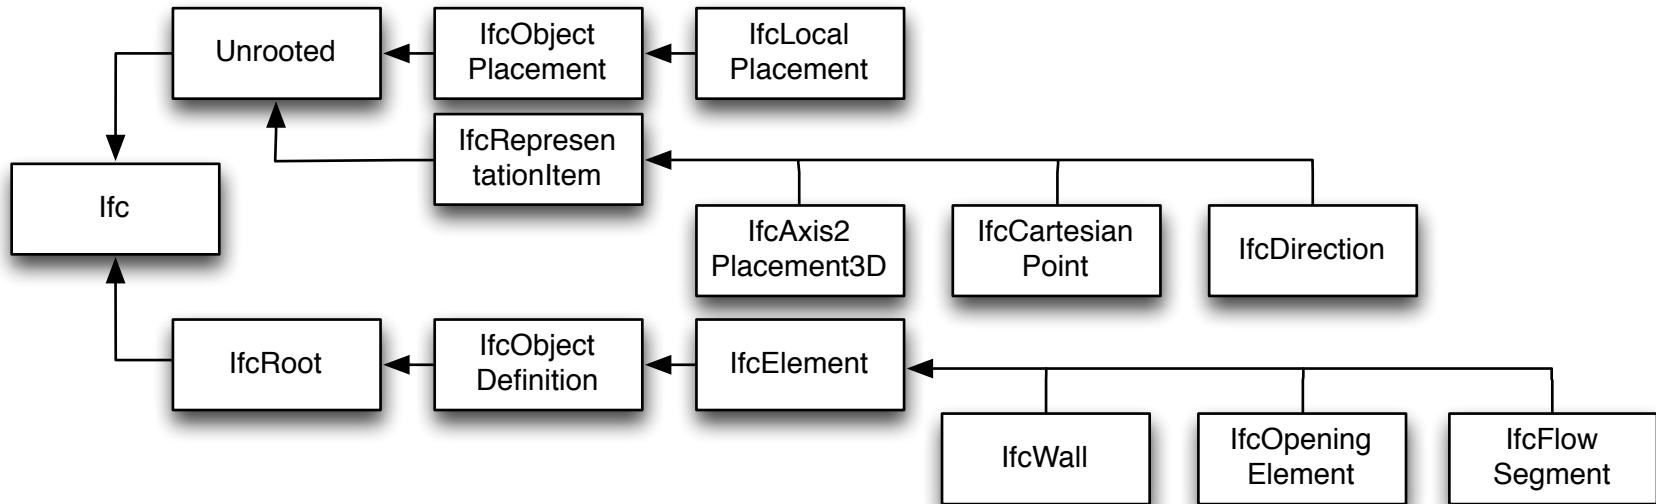 Unrooted
IfcObject
Placement
IfcLocal
Placement
IfcRepresen
tationItem
Ifc
IfcAxis2
Placement3D
IfcCartesian
Point
IfcDirection
IfcRoot
IfcObject
Definition
IfcElement
IfcWall
IfcOpening
Element
IfcFlow
Segment